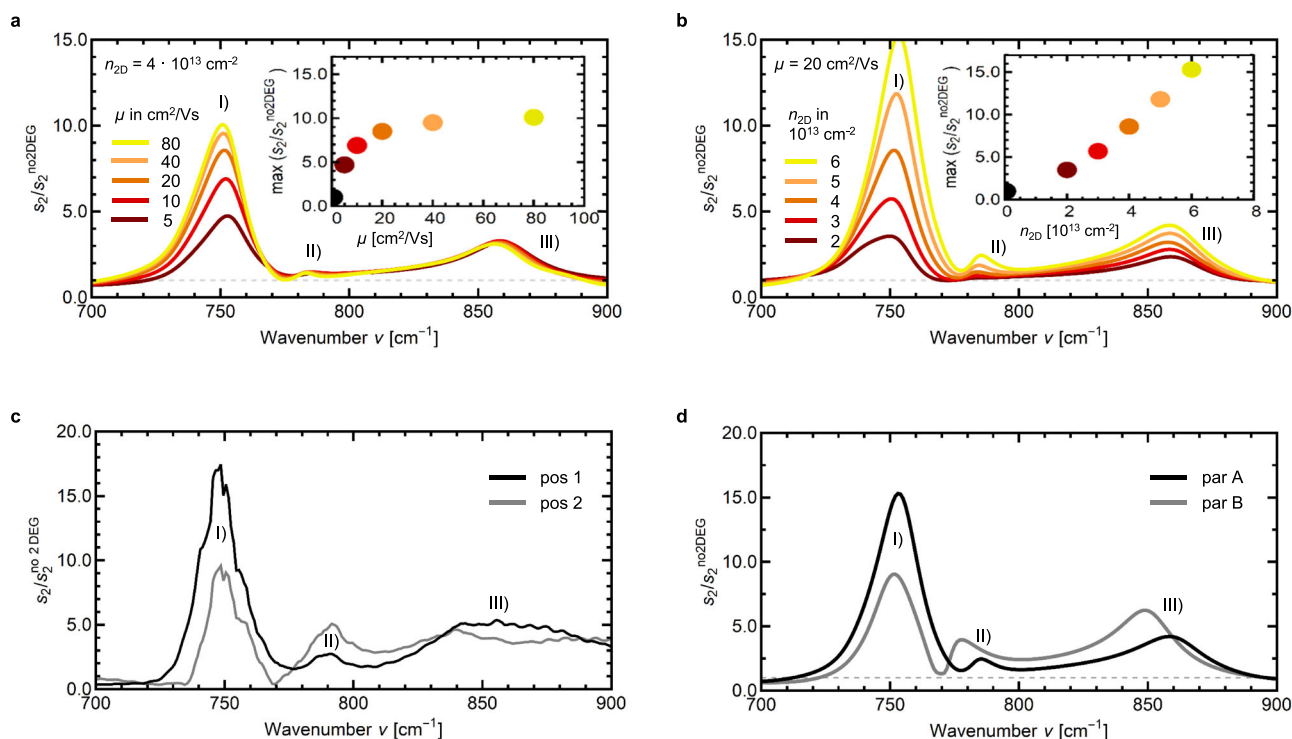 a
15.0
10.0
5.0
0.0
s2/s2^no2DEG
n2D = 4 · 10^13 cm-2
μ in cm2/Vs
80
40
20
10
5
I)
II)
III)
15.0
10.0
5.0
0.0
max (s2/s2^no2DEG)
0 20 40 60 80 100
μ [cm2/Vs]
700 750 800 850 900
Wavenumber v [cm−1]
b
15.0
10.0
5.0
0.0
s2/s2^no2DEG
μ = 20 cm2/Vs
n2D in
10^13 cm-2
6
5
4
3
2
I)
II)
III)
15.0
10.0
5.0
0.0
max (s2/s2^no2DEG)
0 2 4 6 8
n2D [10^13 cm-2]
700 750 800 850 900
Wavenumber v [cm−1]
c
20.0
15.0
10.0
5.0
0.0
s2/s2^no 2 DEG
pos 1
pos 2
I)
II)
III)
700 750 800 850 900
Wavenumber v [cm−1]
d
20.0
15.0
10.0
5.0
0.0
s2/s2^no2DEG
par A
par B
I)
II)
III)
700 750 800 850 900
Wavenumber v [cm−1]